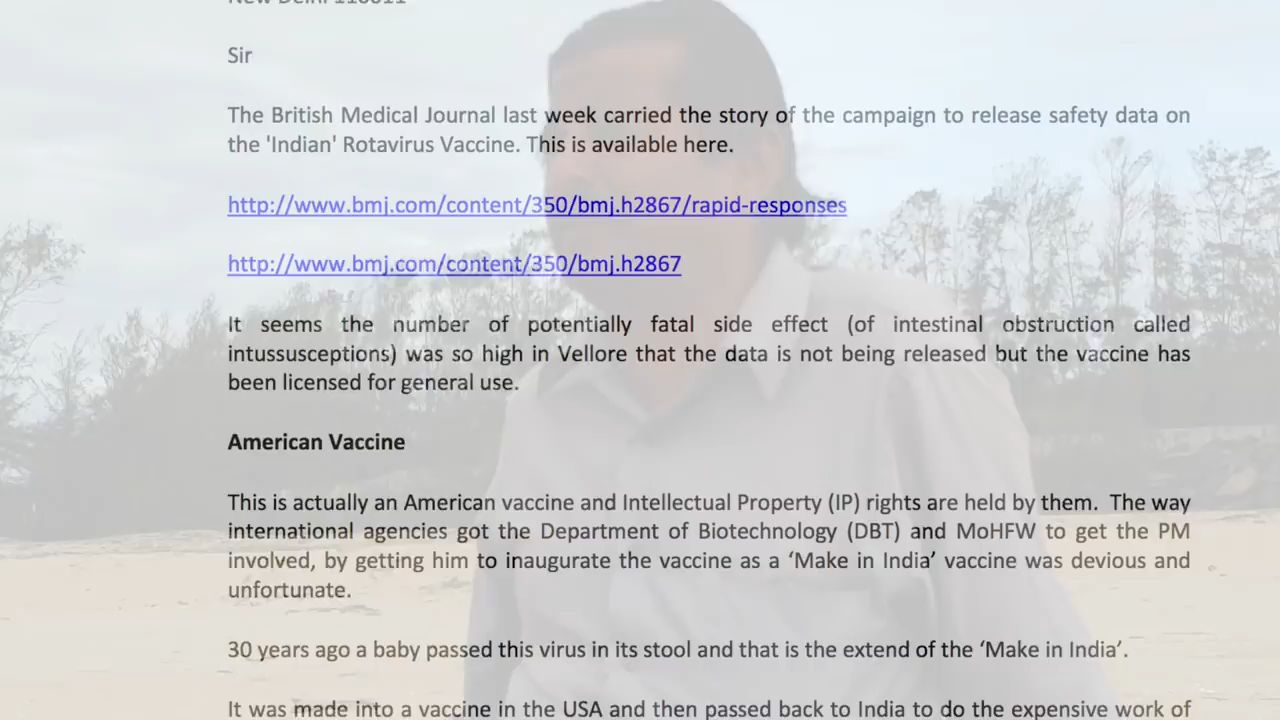 New Delhi 110011
Sir
The British Medical Journal last week carried the story of the campaign to release safety data on
the 'Indian' Rotavirus Vaccine. This is available here.
http://www.bmj.com/content/350/bmj.h2867/rapid-responses
http://www.bmj.com/content/350/bmj.h2867
It seems the number of potentially fatal side effect (of intestinal obstruction called
intussusceptions) was so high in Vellore that the data is not being released but the vaccine has
been licensed for general use.
American Vaccine
This is actually an American vaccine and Intellectual Property (IP) rights are held by them. The way
international agencies got the Department of Biotechnology (DBT) and MoHFW to get the PM
involved, by getting him to inaugurate the vaccine as a ‘Make in India’ vaccine was devious and
unfortunate.
30 years ago a baby passed this virus in its stool and that is the extend of the ‘Make in India’.
It was made into a vaccine in the USA and then passed back to India to do the expensive work of